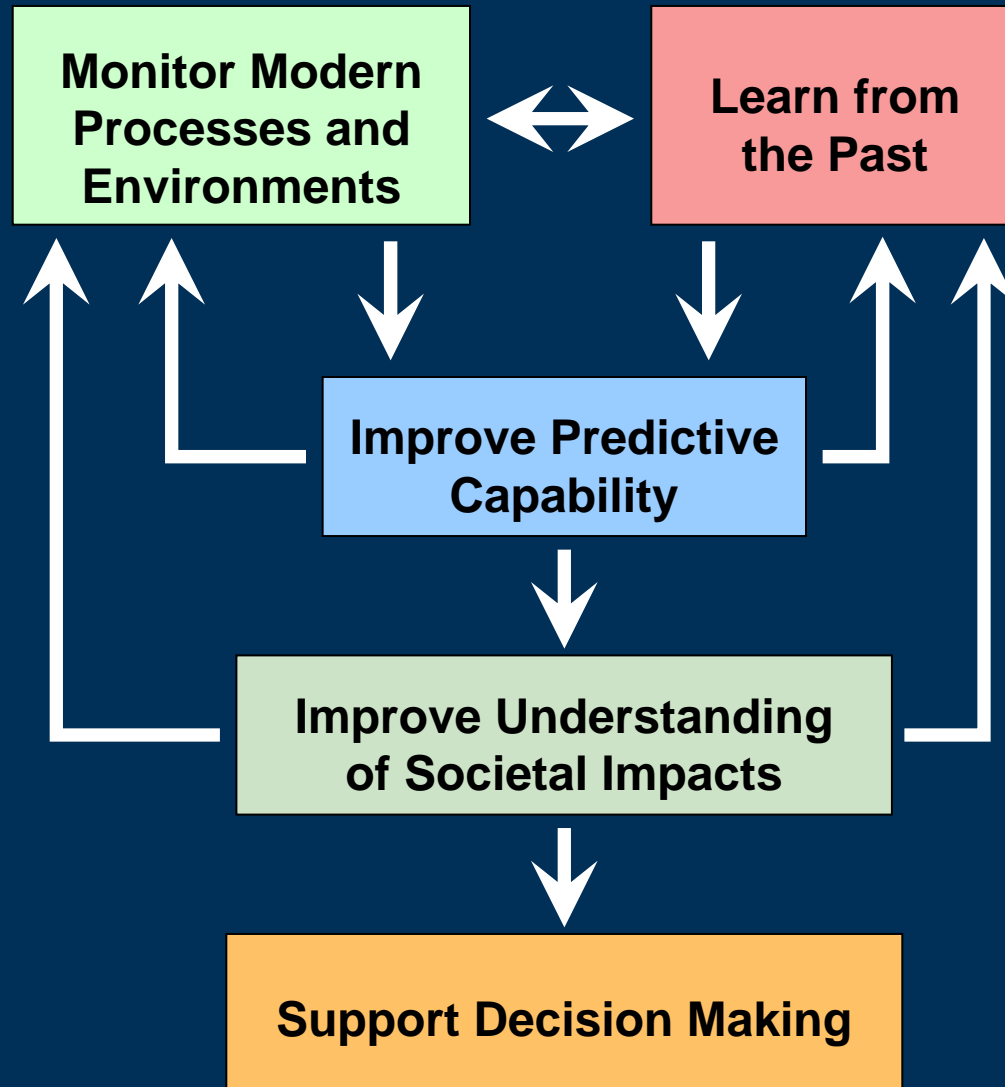 Monitor Modern
Processes and
Environments
Learn from
the Past
Improve Predictive
Capability
Improve Understanding
of Societal Impacts
Support Decision Making